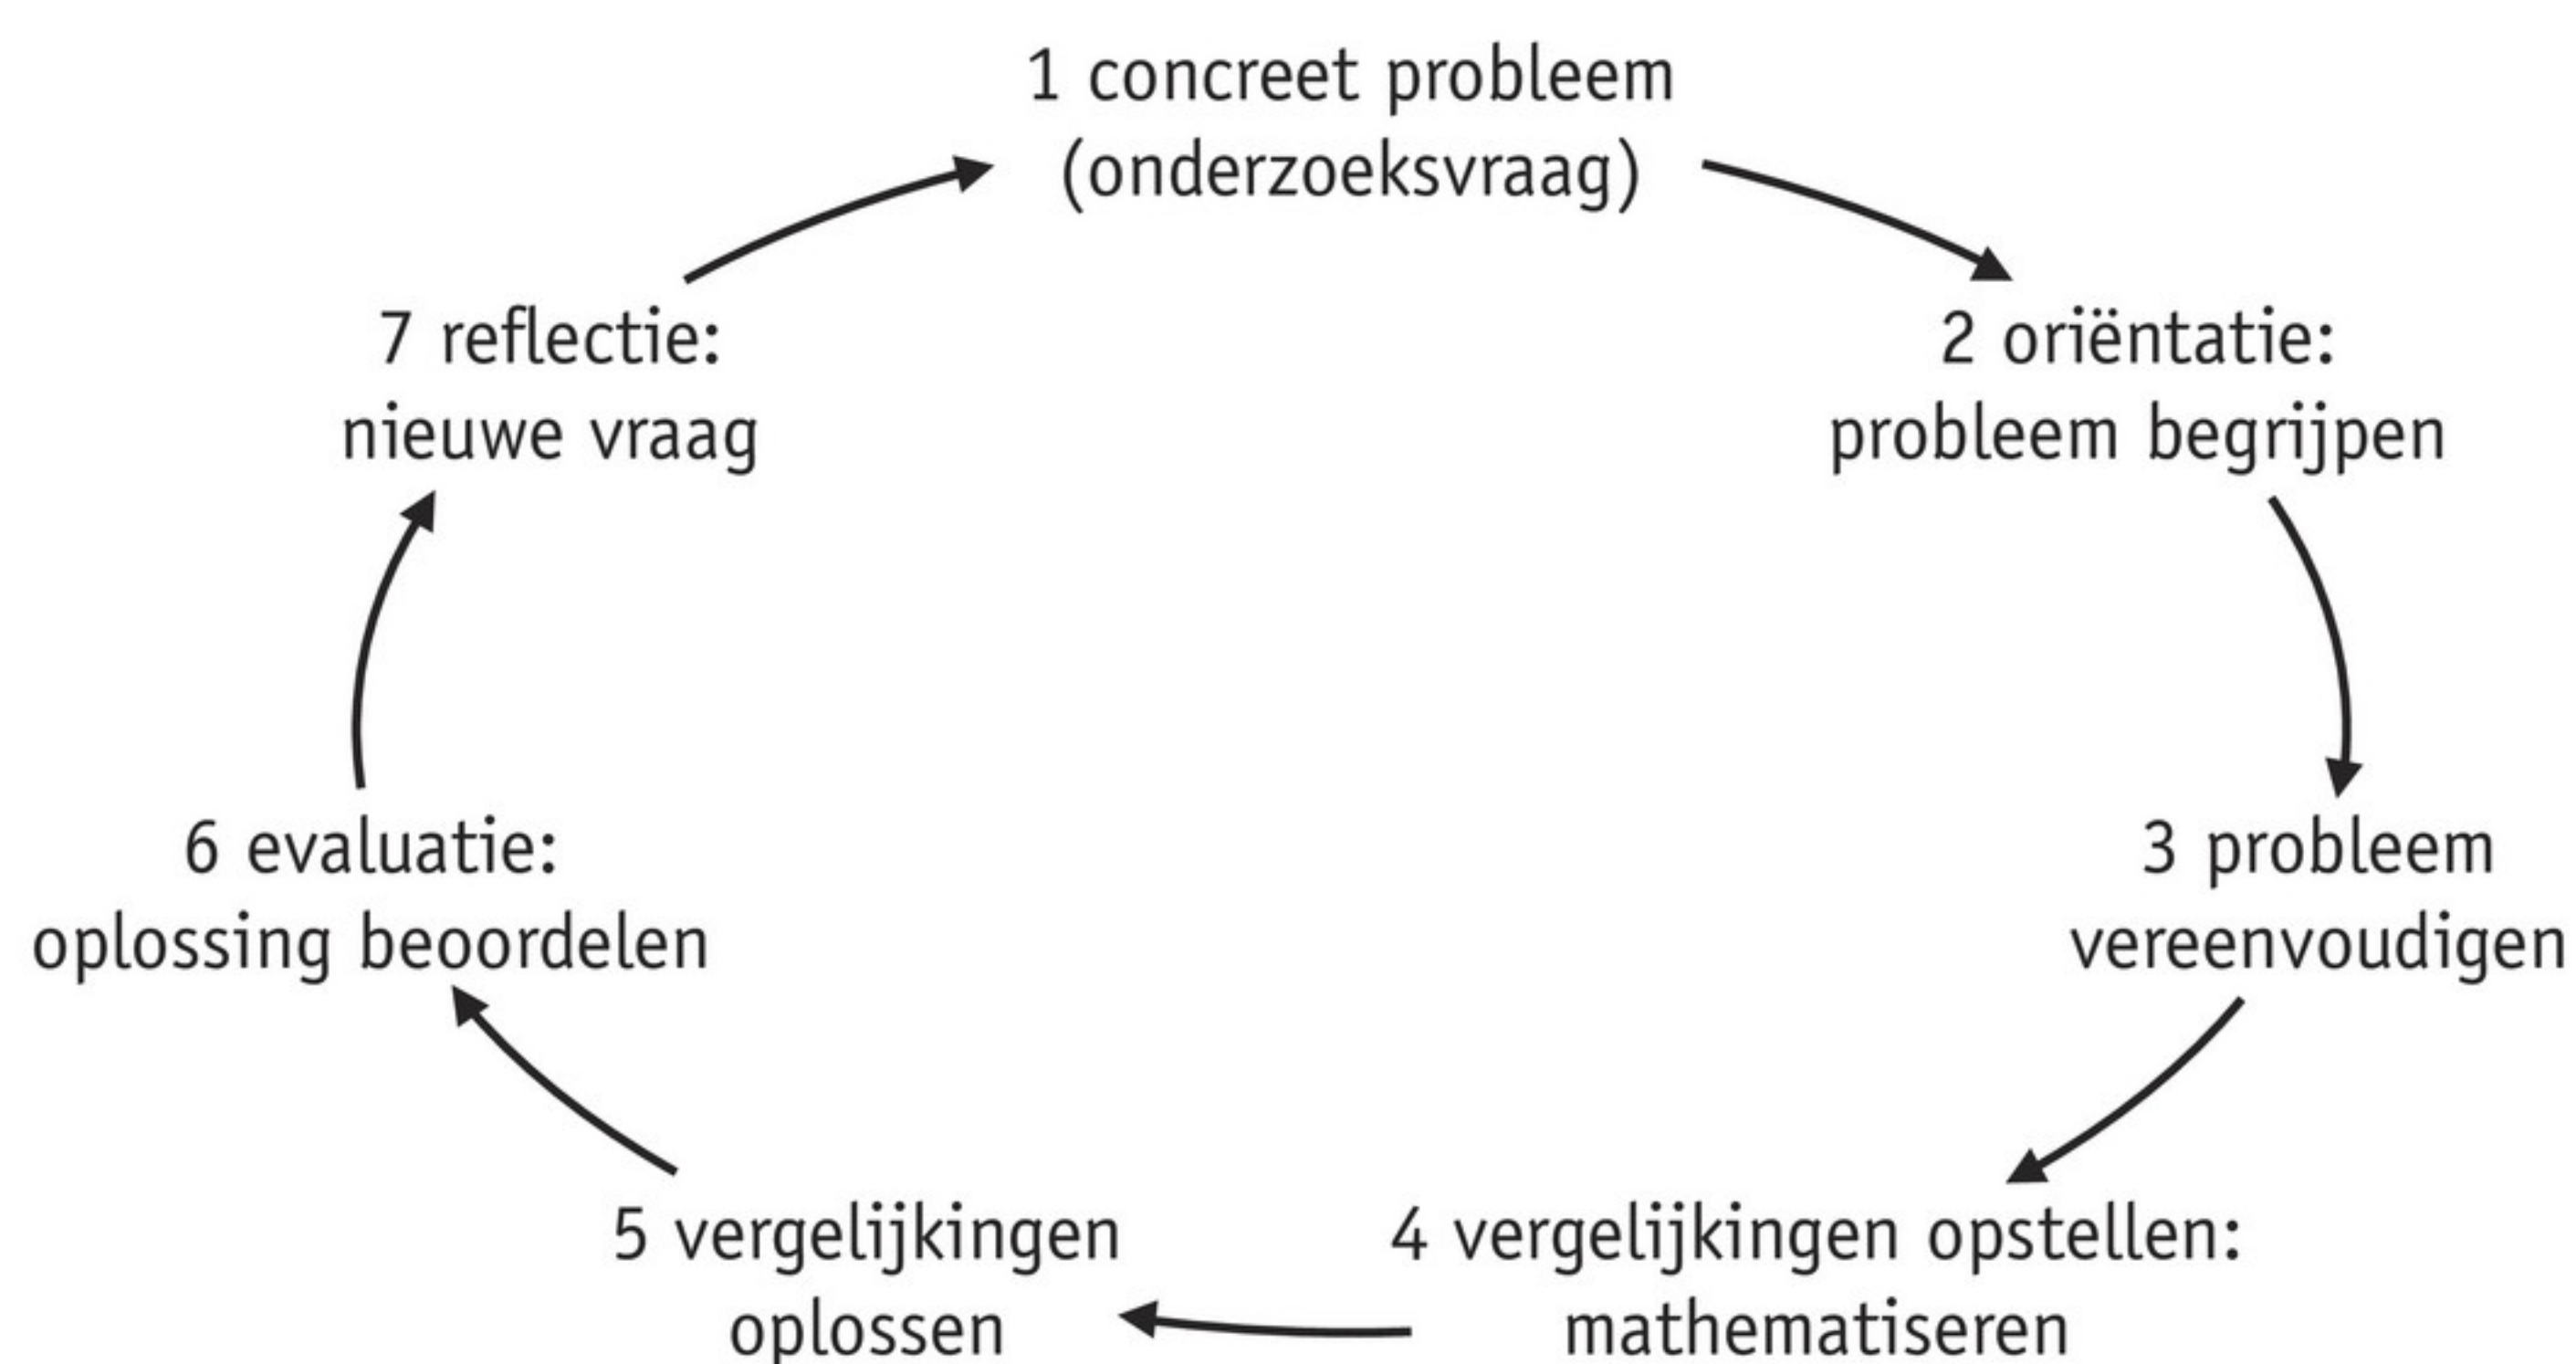 1 concreet probleem
(onderzoeksvraag)
2 oriëntatie:
probleem begrijpen
3 probleem
vereenvoudigen
4 vergelijkingen opstellen:
mathematiseren
5 vergelijkingen
oplossen
6 evaluatie:
oplossing beoordelen
7 reflectie:
nieuwe vraag